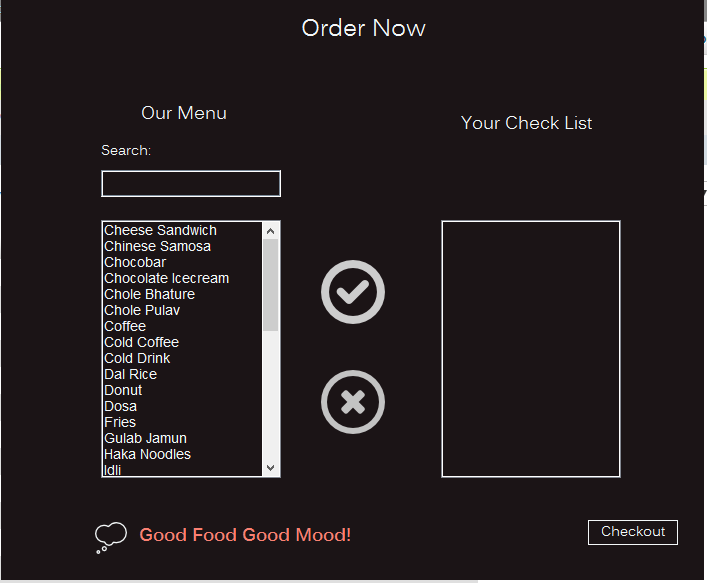 Order Now
Our Menu
Your Check List
Search:
Cheese Sandwich
Chinese Samosa
Chocobar
Chocolate Icecream
Chole Bhature
Chole Pulav
Coffee
Cold Coffee
Cold Drink
Dal Rice
Donut
Dosa
Fries
Gulab Jamun
Haka Noodles
Idli
Good Food Good Mood!
Checkout